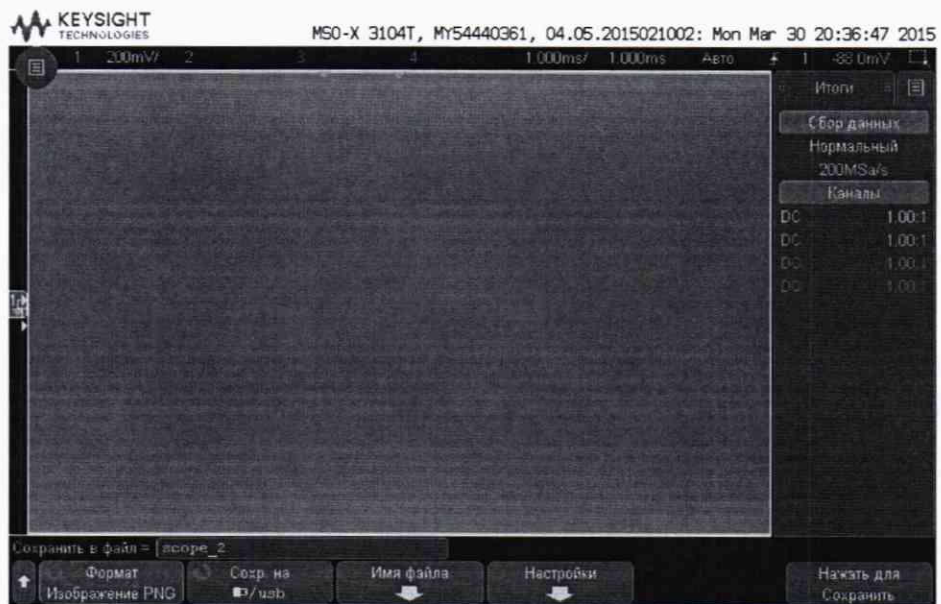 KEYSIGHT
TECHNOLOGIES
MSO-X 3104T, MY54440361, 04.05.2015021002: Mon Mar 30 20:36:47 2015
1 200mV/ 2 3 4 1.000ms/ 1.000ms Авто 1 -88.0mV
Итоги
Сбор данных
Нормальный
200MSa/s
Каналы
DC 1.00:1
DC 1.00:1
DC 1.00:1
DC 1.00:1
Сохранить в файл = scope_2
Формат
Изображение PNG
Сохр. на
/usb
Имя файла
Настройки
Нажать для
Сохранить